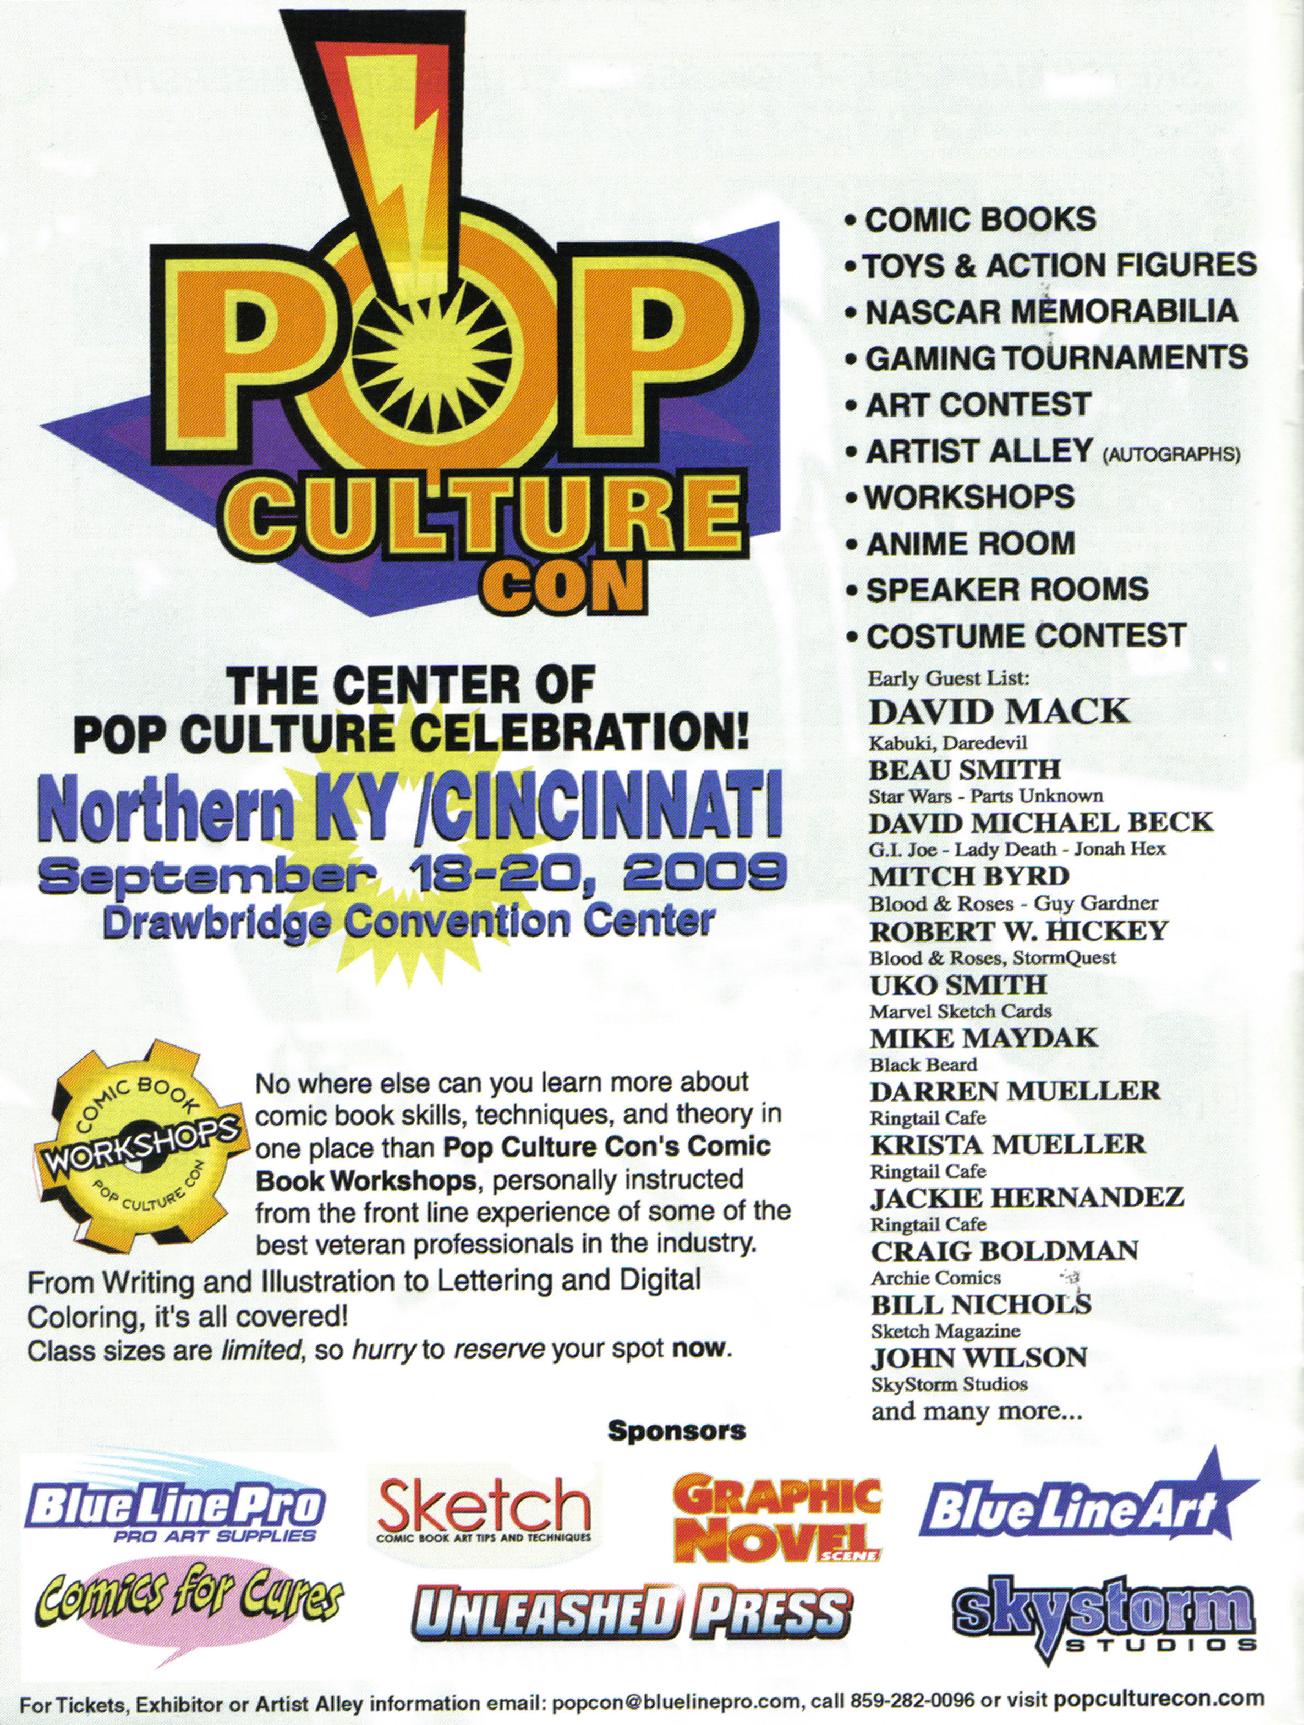 POP
CULTURE
CON
THE CENTER OF
POP CULTURE CELEBRATION!
Northern KY /CINCINNATI
September 18-20, 2009
Drawbridge Convention Center
COMIC BOOK
WORKSHOPS
POP CULTURE CON
No where else can you learn more about
comic book skills, techniques, and theory in
one place than Pop Culture Con's Comic
Book Workshops, personally instructed
from the front line experience of some of the
best veteran professionals in the industry.
From Writing and Illustration to Lettering and Digital
Coloring, it's all covered!
Class sizes are limited, so hurry to reserve your spot now.
• COMIC BOOKS
• TOYS & ACTION FIGURES
• NASCAR MEMORABILIA
• GAMING TOURNAMENTS
• ART CONTEST
• ARTIST ALLEY (AUTOGRAPHS)
• WORKSHOPS
• ANIME ROOM
• SPEAKER ROOMS
• COSTUME CONTEST
Early Guest List:
DAVID MACK
Kabuki, Daredevil
BEAU SMITH
Star Wars - Parts Unknown
DAVID MICHAEL BECK
G.I. Joe - Lady Death - Jonah Hex
MITCH BYRD
Blood & Roses - Guy Gardner
ROBERT W. HICKEY
Blood & Roses, StormQuest
UKO SMITH
Marvel Sketch Cards
MIKE MAYDAK
Black Beard
DARREN MUELLER
Ringtail Cafe
KRISTA MUELLER
Ringtail Cafe
JACKIE HERNANDEZ
Ringtail Cafe
CRAIG BOLDMAN
Archie Comics
BILL NICHOLS
Sketch Magazine
JOHN WILSON
SkyStorm Studios
and many more...
Sponsors
Blue Line Pro
PRO ART SUPPLIES
Sketch
COMIC BOOK ART TIPS AND TECHNIQUES
GRAPHIC
NOVEL
SCENE
Blue Line Art
Comics for Cures
UNLEASHED PRESS
skystorm
STUDIOS
For Tickets, Exhibitor or Artist Alley information email: popcon@bluelinepro.com, call 859-282-0096 or visit popculturecon.com